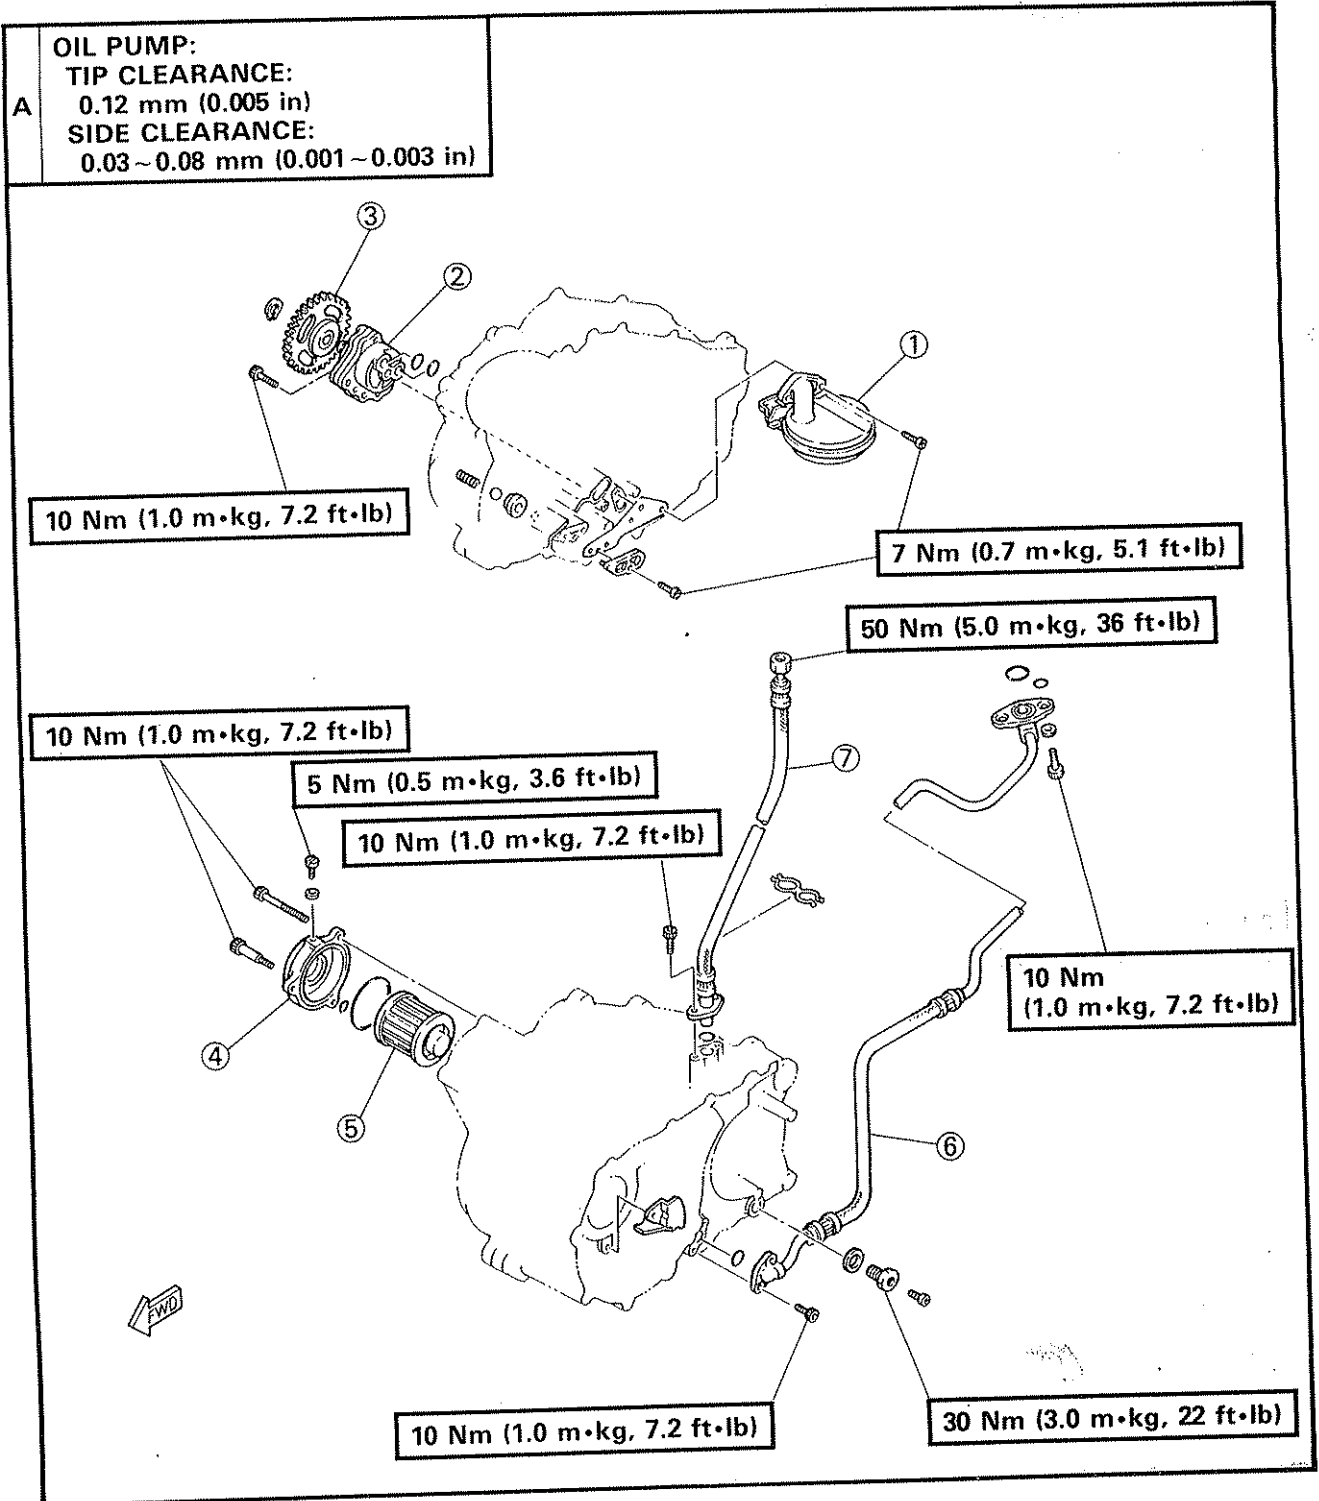 A
OIL PUMP:
TIP CLEARANCE:
0.12 mm (0.005 in)
SIDE CLEARANCE:
0.03~0.08 mm (0.001~0.003 in)
③
②
①
10 Nm (1.0 m•kg, 7.2 ft•lb)
7 Nm (0.7 m•kg, 5.1 ft•lb)
50 Nm (5.0 m•kg, 36 ft•lb)
10 Nm (1.0 m•kg, 7.2 ft•lb)
⑦
5 Nm (0.5 m•kg, 3.6 ft•lb)
10 Nm (1.0 m•kg, 7.2 ft•lb)
10 Nm
(1.0 m•kg, 7.2 ft•lb)
④
⑤
⑥
FWD
10 Nm (1.0 m•kg, 7.2 ft•lb)
30 Nm (3.0 m•kg, 22 ft•lb)